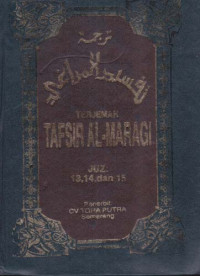 ترجمة
تفسير المراغي
TERJEMAH
TAFSIR AL-MARAGI
JUZ
13,14, dan 15
Penerbit
CV TOHA PUTRA
Semarang